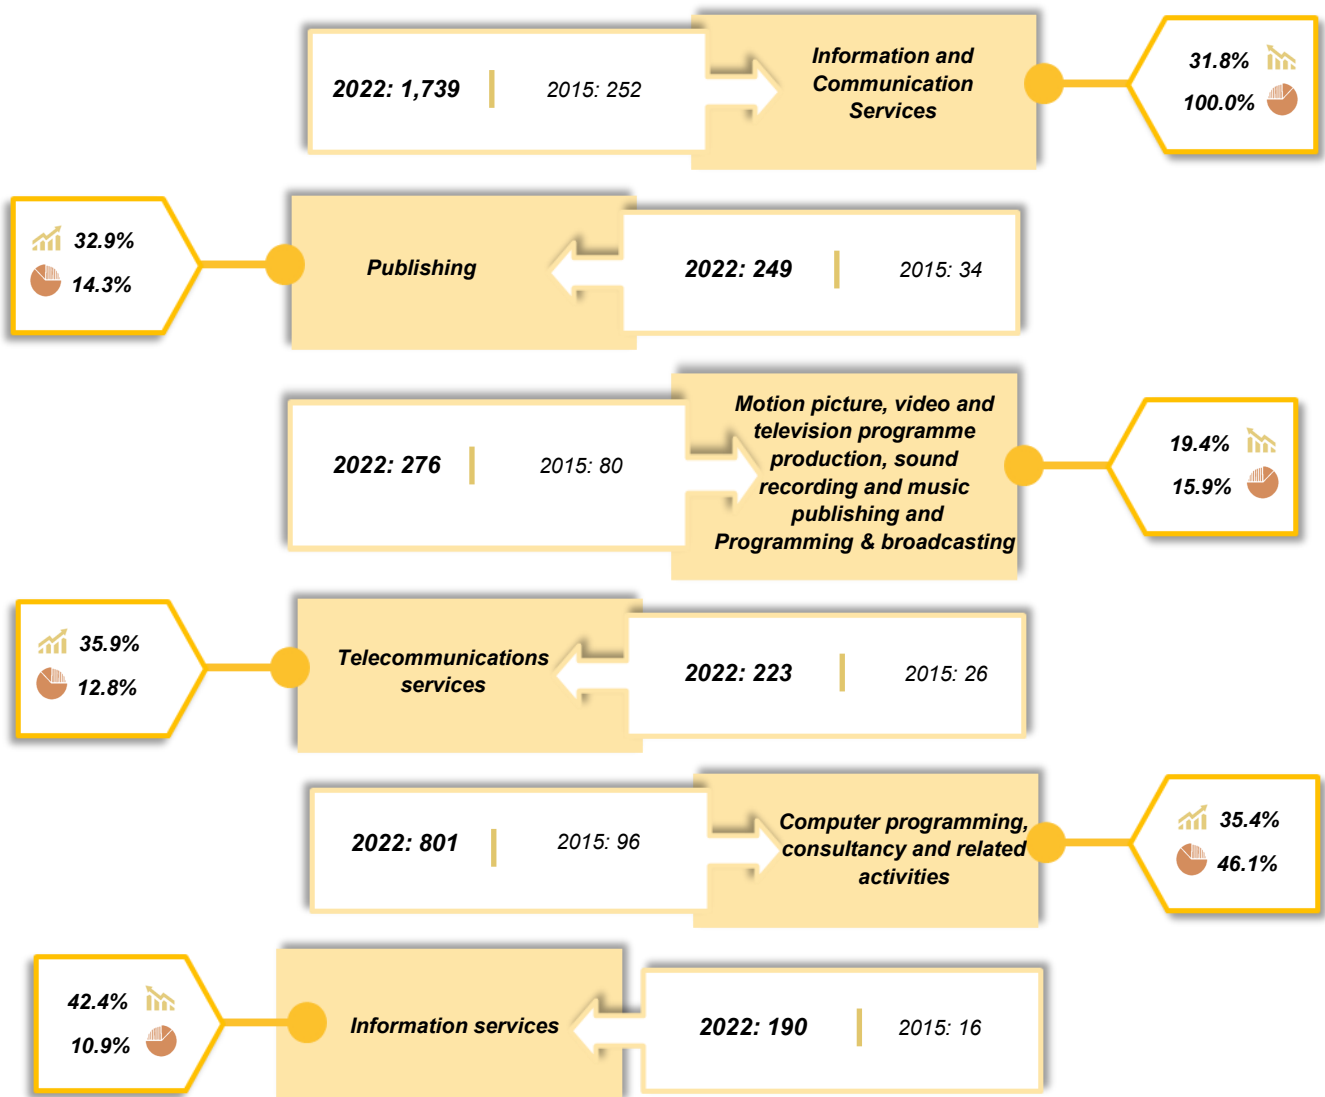 2022: 1,739
2015: 252
Information and
Communication
Services
31.8%
100.0%
32.9%
14.3%
Publishing
2022: 249
2015: 34
2022: 276
2015: 80
Motion picture, video and
television programme
production, sound
recording and music
publishing and
Programming & broadcasting
19.4%
15.9%
35.9%
12.8%
Telecommunications
services
2022: 223
2015: 26
2022: 801
2015: 96
Computer programming,
consultancy and related
activities
35.4%
46.1%
42.4%
10.9%
Information services
2022: 190
2015: 16